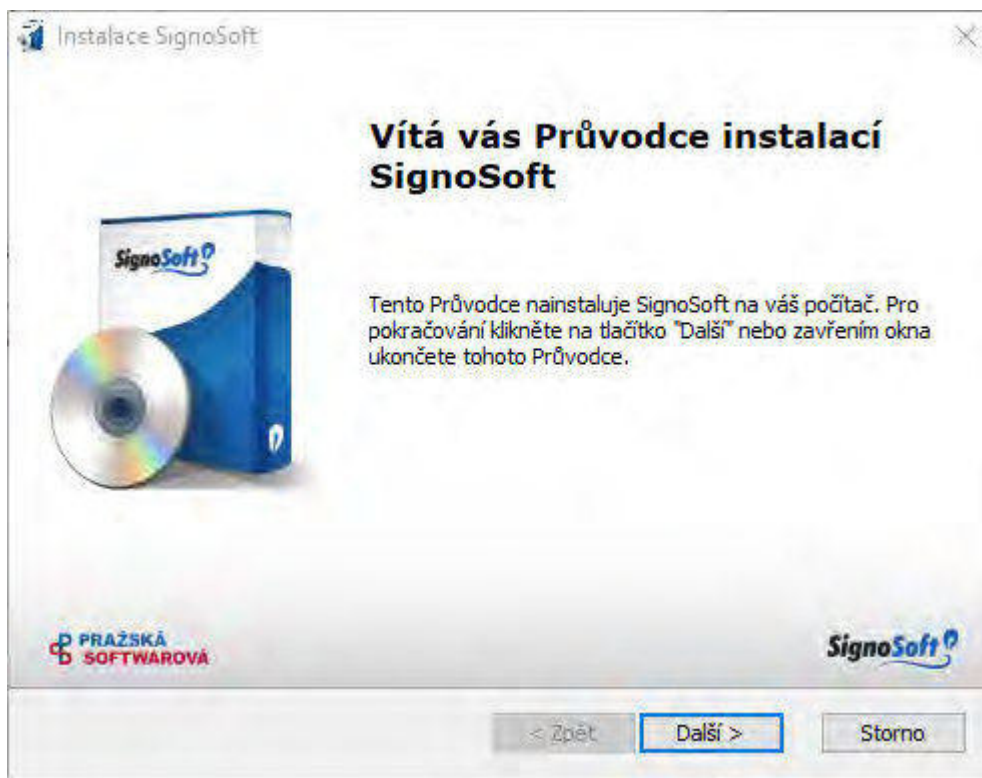 Instalace SignoSoft
Vítá vás Průvodce instalací
SignoSoft
SignoSoft
Tento Průvodce nainstaluje SignoSoft na váš počítač. Pro
pokračování klikněte na tlačítko "Další" nebo zavřením okna
ukončete tohoto Průvodce.
PRAŽSKÁ
SOFTWAROVÁ
SignoSoft
< Zpět
Další >
Storno